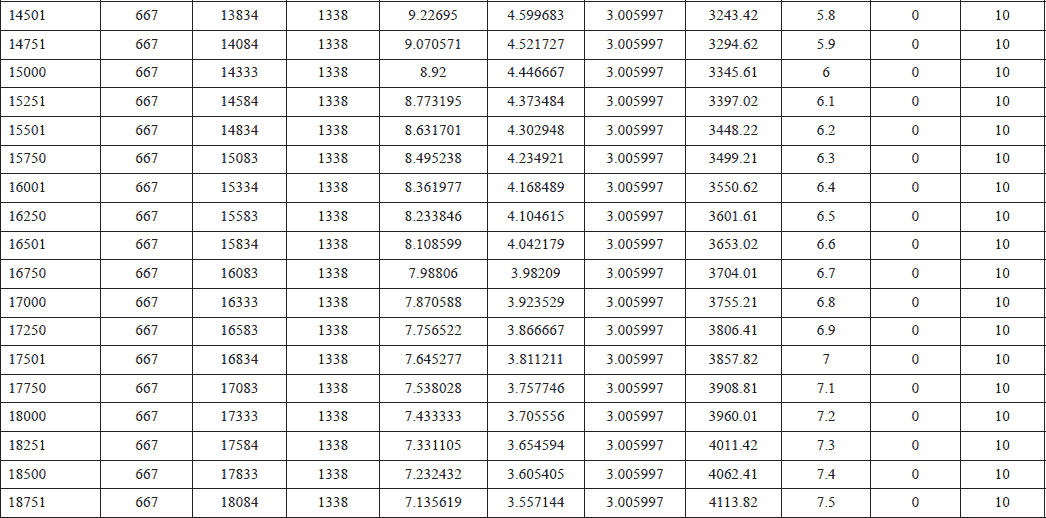 14501 667 13834 1338 9.22695 4.599683 3.005997 3243.42 5.8 0 10
14751 667 14084 1338 9.070571 4.521727 3.005997 3294.62 5.9 0 10
15000 667 14333 1338 8.92 4.446667 3.005997 3345.61 6 0 10
15251 667 14584 1338 8.773195 4.373484 3.005997 3397.02 6.1 0 10
15501 667 14834 1338 8.631701 4.302948 3.005997 3448.22 6.2 0 10
15750 667 15083 1338 8.495238 4.234921 3.005997 3499.21 6.3 0 10
16001 667 15334 1338 8.361977 4.168489 3.005997 3550.62 6.4 0 10
16250 667 15583 1338 8.233846 4.104615 3.005997 3601.61 6.5 0 10
16501 667 15834 1338 8.108599 4.042179 3.005997 3653.02 6.6 0 10
16750 667 16083 1338 7.98806 3.98209 3.005997 3704.01 6.7 0 10
17000 667 16333 1338 7.870588 3.923529 3.005997 3755.21 6.8 0 10
17250 667 16583 1338 7.756522 3.866667 3.005997 3806.41 6.9 0 10
17501 667 16834 1338 7.645277 3.811211 3.005997 3857.82 7 0 10
17750 667 17083 1338 7.538028 3.757746 3.005997 3908.81 7.1 0 10
18000 667 17333 1338 7.433333 3.705556 3.005997 3960.01 7.2 0 10
18251 667 17584 1338 7.331105 3.654594 3.005997 4011.42 7.3 0 10
18500 667 17833 1338 7.232432 3.605405 3.005997 4062.41 7.4 0 10
18751 667 18084 1338 7.135619 3.557144 3.005997 4113.82 7.5 0 10